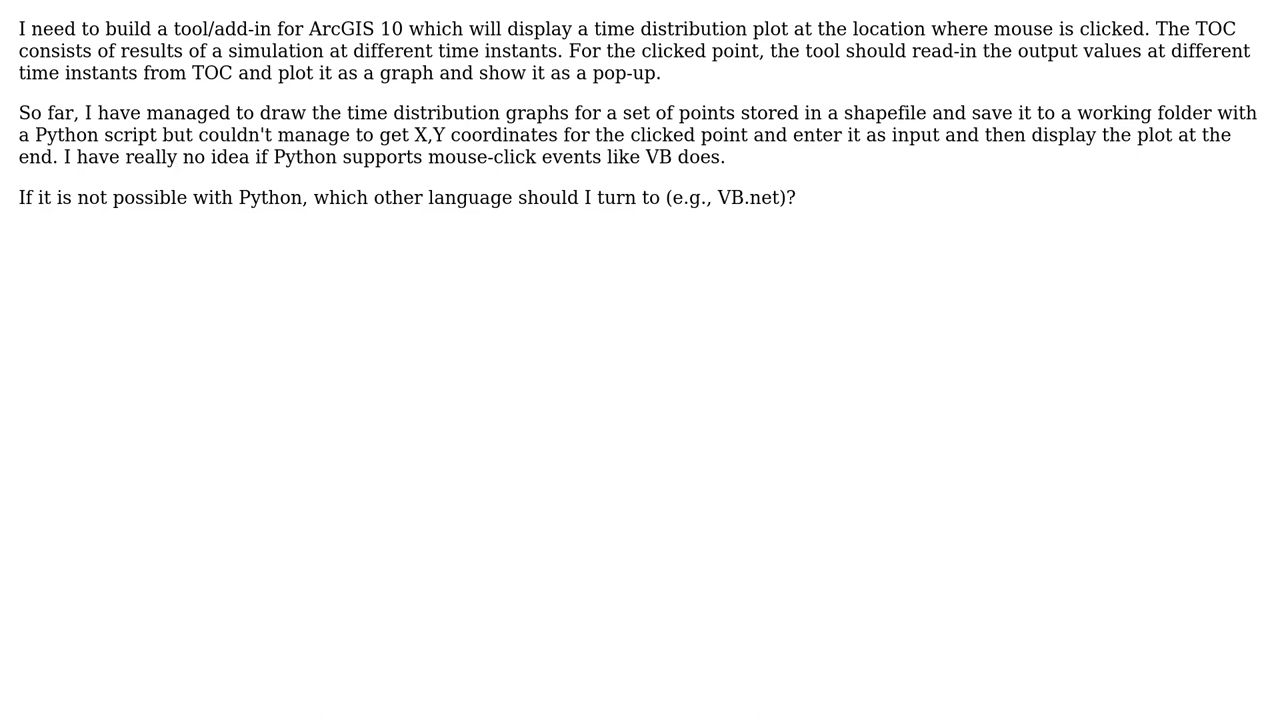 I need to build a tool/add-in for ArcGIS 10 which will display a time distribution plot at the location where mouse is clicked. The TOC
consists of results of a simulation at different time instants. For the clicked point, the tool should read-in the output values at different
time instants from TOC and plot it as a graph and show it as a pop-up.
So far, I have managed to draw the time distribution graphs for a set of points stored in a shapefile and save it to a working folder with
a Python script but couldn't manage to get X,Y coordinates for the clicked point and enter it as input and then display the plot at the
end. I have really no idea if Python supports mouse-click events like VB does.
If it is not possible with Python, which other language should I turn to (e.g., VB.net)?